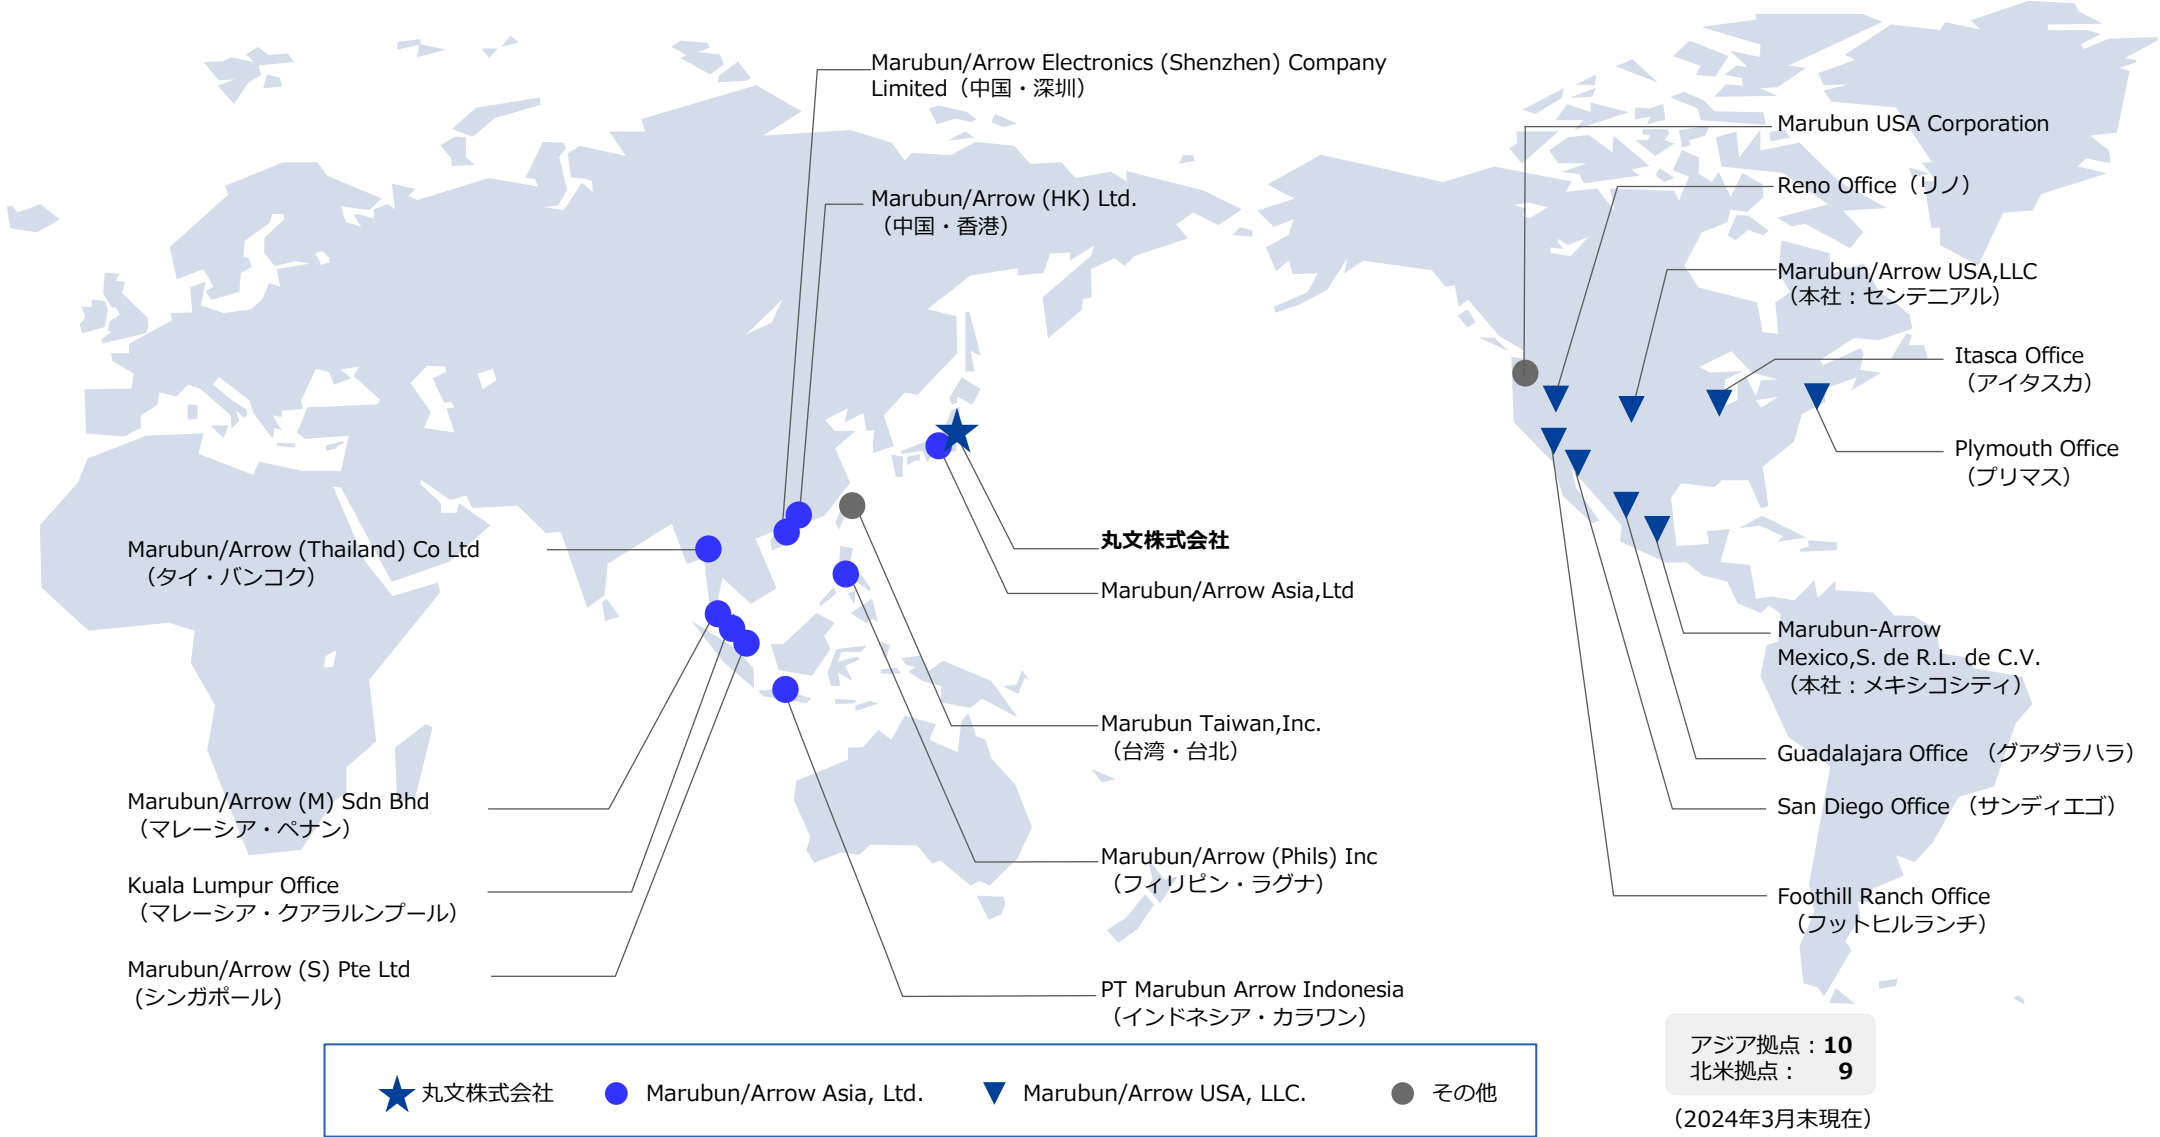 Marubun/Arrow Electronics (Shenzhen) Company
Limited（中国・深圳）
Marubun/Arrow (HK) Ltd.
（中国・香港）
Marubun/Arrow (Thailand) Co Ltd
（タイ・バンコク）
Marubun/Arrow (M) Sdn Bhd
（マレーシア・ペナン）
Kuala Lumpur Office
（マレーシア・クアラルンプール）
Marubun/Arrow (S) Pte Ltd
(シンガポール)
丸文株式会社
Marubun/Arrow Asia,Ltd
Marubun Taiwan,Inc.
（台湾・台北）
Marubun/Arrow (Phils) Inc
（フィリピン・ラグナ）
PT Marubun Arrow Indonesia
（インドネシア・カラワン）
Marubun USA Corporation
Reno Office（リノ）
Marubun/Arrow USA,LLC
（本社：センテニアル）
Itasca Office
（アイタスカ）
Plymouth Office
（プリマス）
Marubun-Arrow
Mexico,S. de R.L. de C.V.
（本社：メキシコシティ）
Guadalajara Office （グアダラハラ）
San Diego Office （サンディエゴ）
Foothill Ranch Office
（フットヒルランチ）
アジア拠点：10
北米拠点： 9
（2024年3月末現在）
丸文株式会社
Marubun/Arrow Asia, Ltd.
Marubun/Arrow USA, LLC.
その他